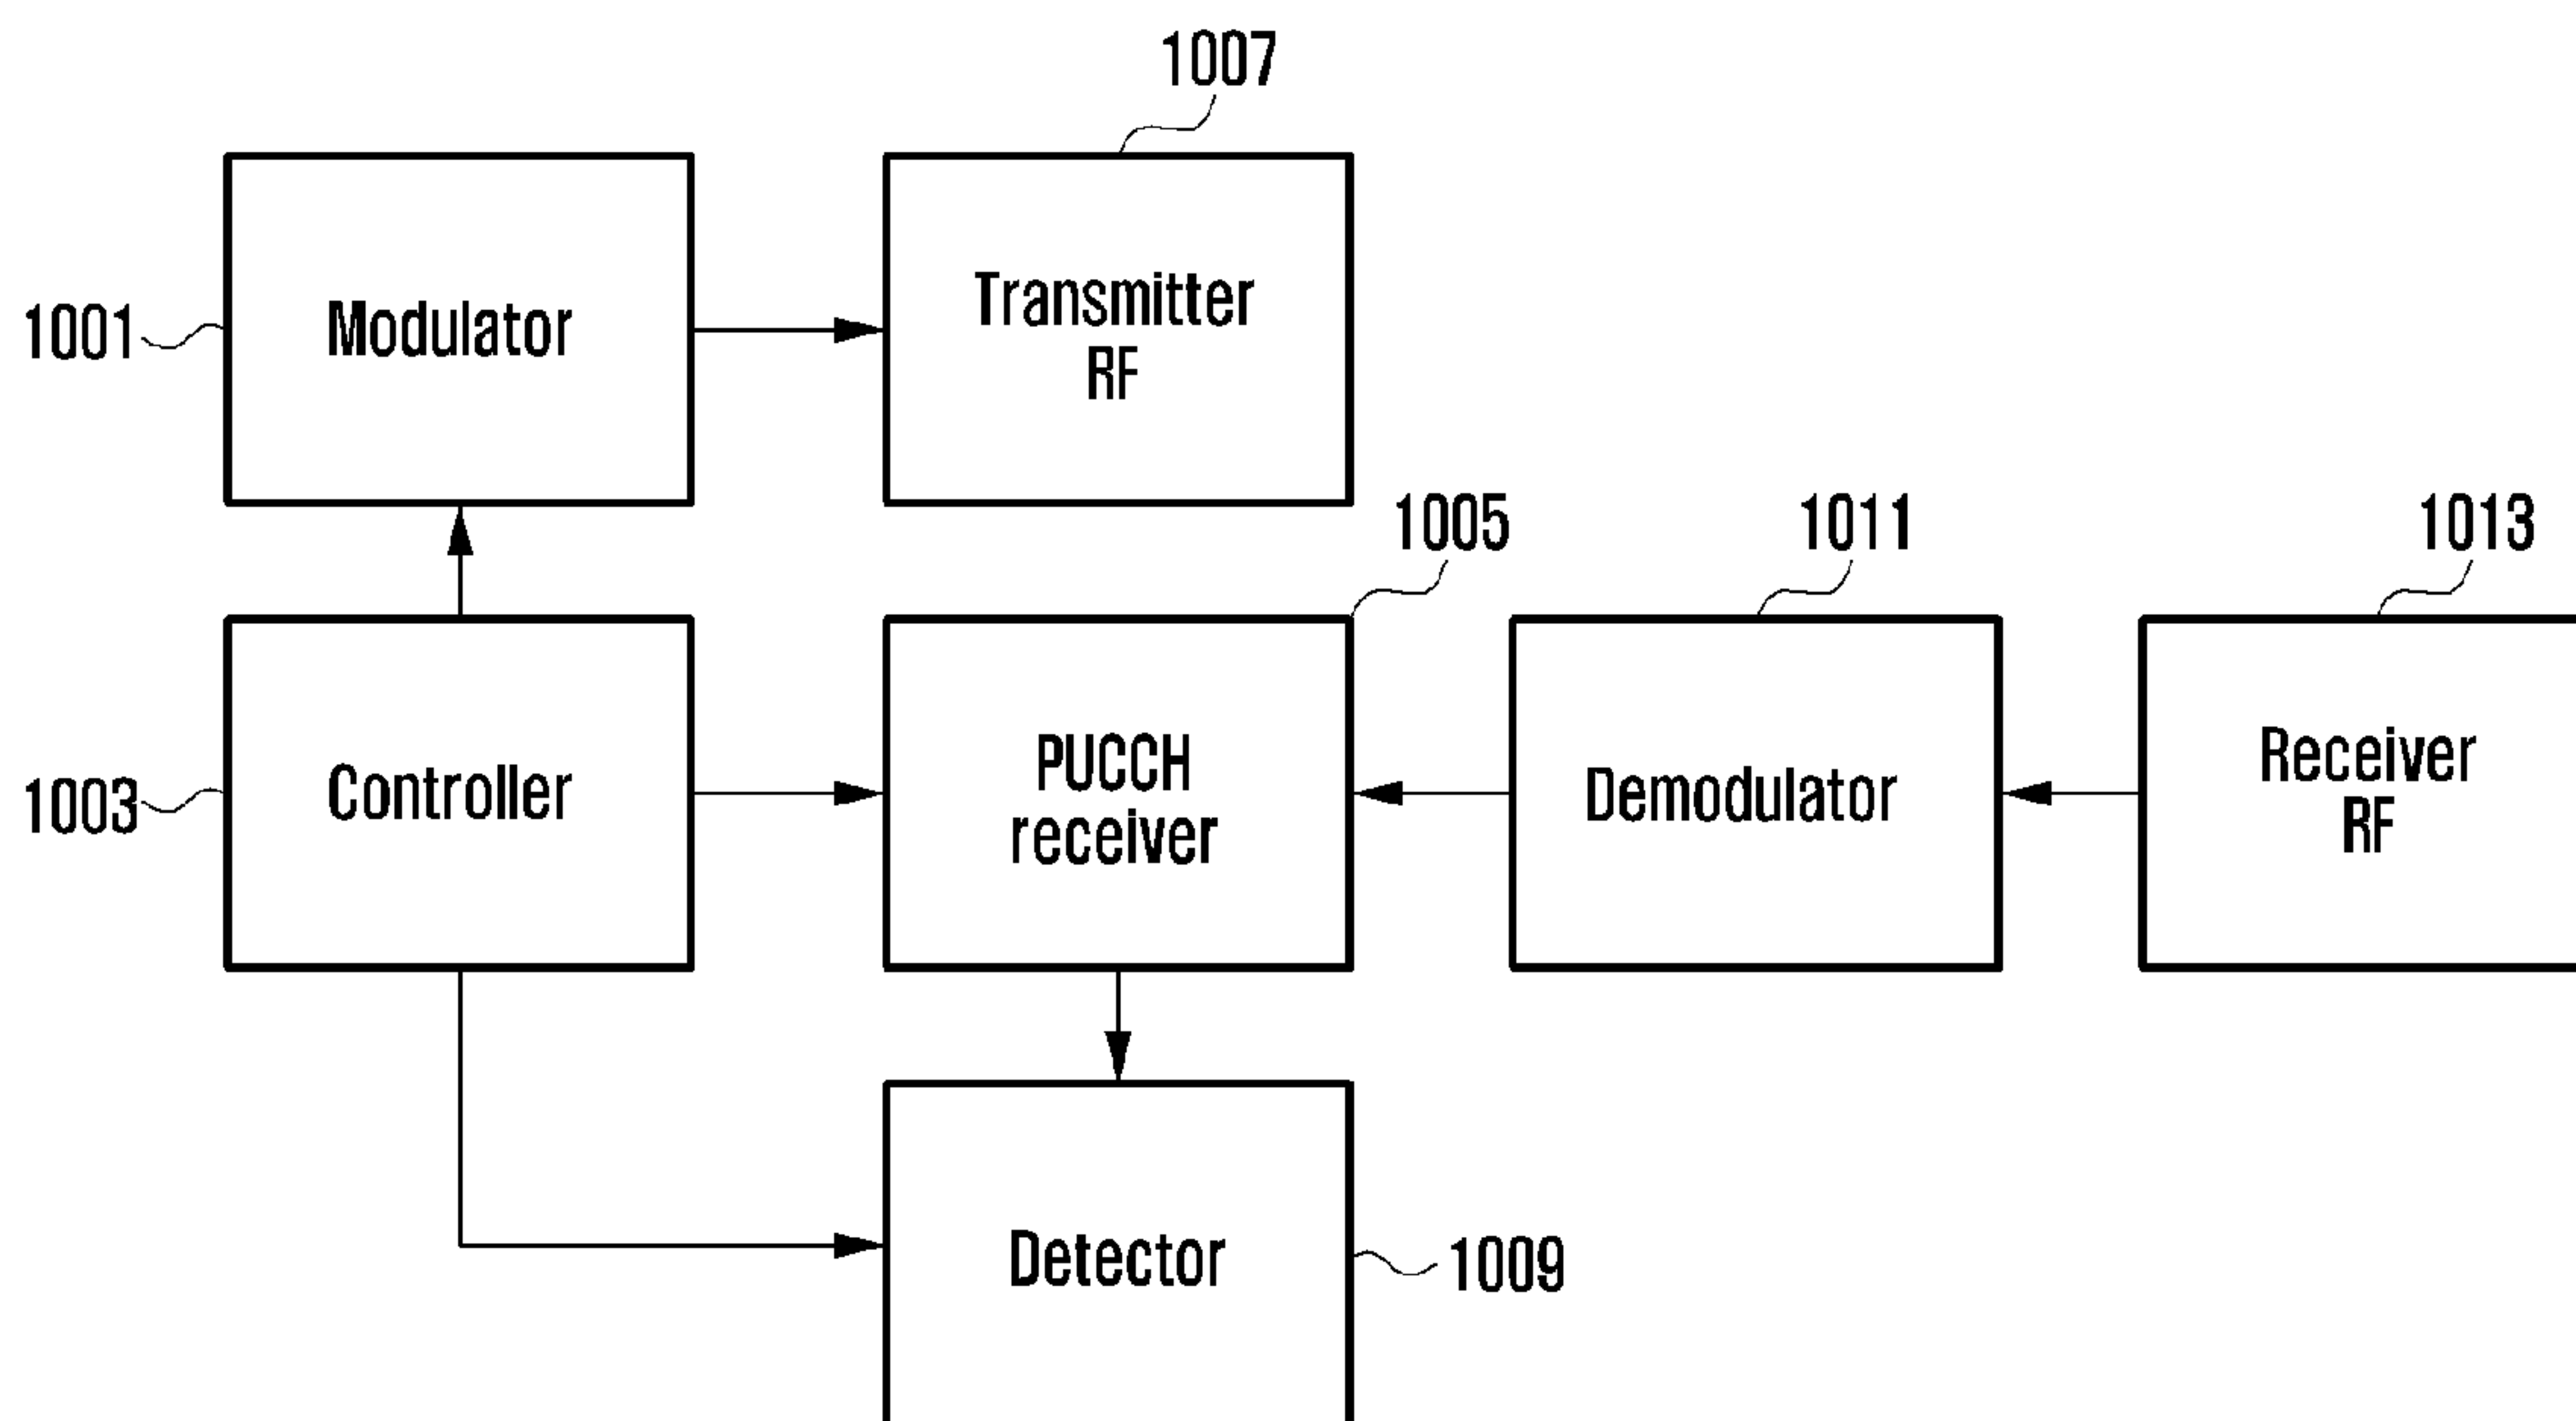 1007
1001
Modulator
Transmitter
RF
1005
1011
1013
1003
Controller
PUCCH
receiver
Demodulator
Receiver
RF
Detector
1009